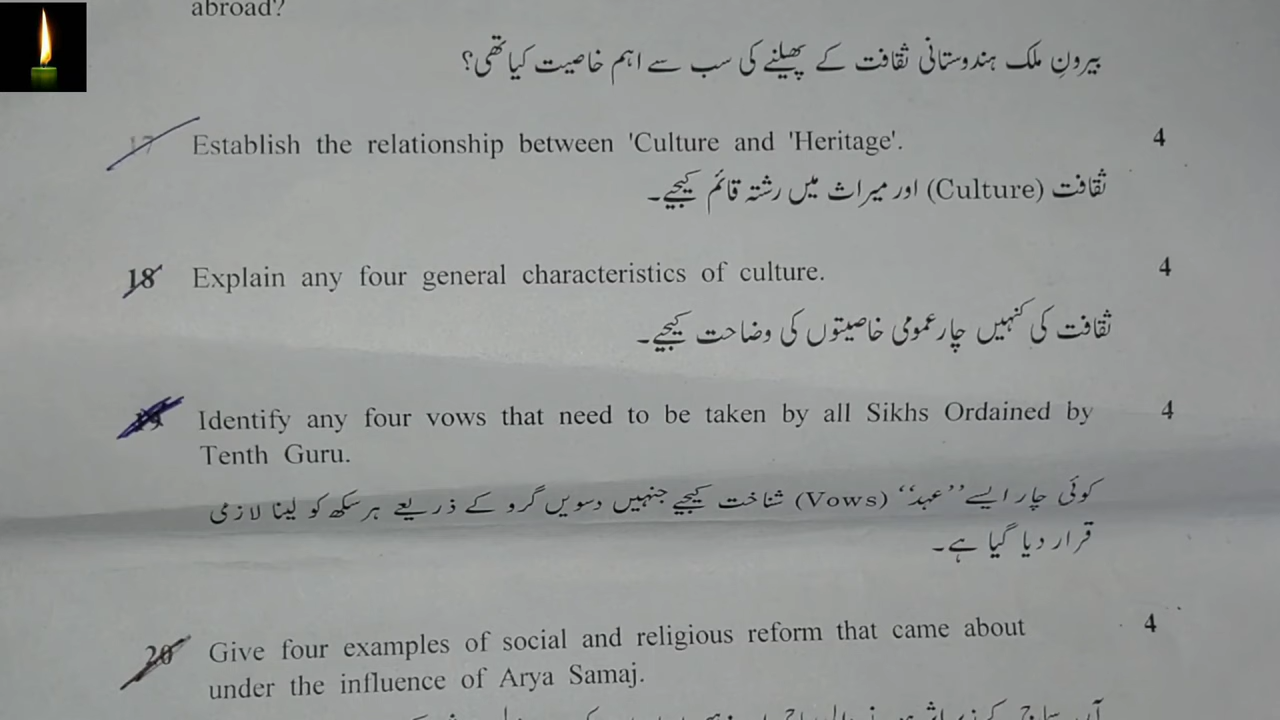 abroad?
بیرونِ ملک ہندوستانی ثقافت کے پھیلنے کی سب سے اہم خاصیت کیا تھی؟
17 Establish the relationship between 'Culture and 'Heritage'. 4
ثقافت (Culture) اور میراث میں رشتہ قائم کیجیے۔
18 Explain any four general characteristics of culture. 4
ثقافت کی کنہیں چار عمومی خاصیتوں کی وضاحت کیجیے۔
19 Identify any four vows that need to be taken by all Sikhs Ordained by 4
Tenth Guru.
کوئی چار ایسے ”عہد“ (Vows) شناخت کیجیے جنہیں دسویں گرو کے ذریعے ہر سکھ کو لینا لازمی
قرار دیا گیا ہے۔
20 Give four examples of social and religious reform that came about 4
under the influence of Arya Samaj.